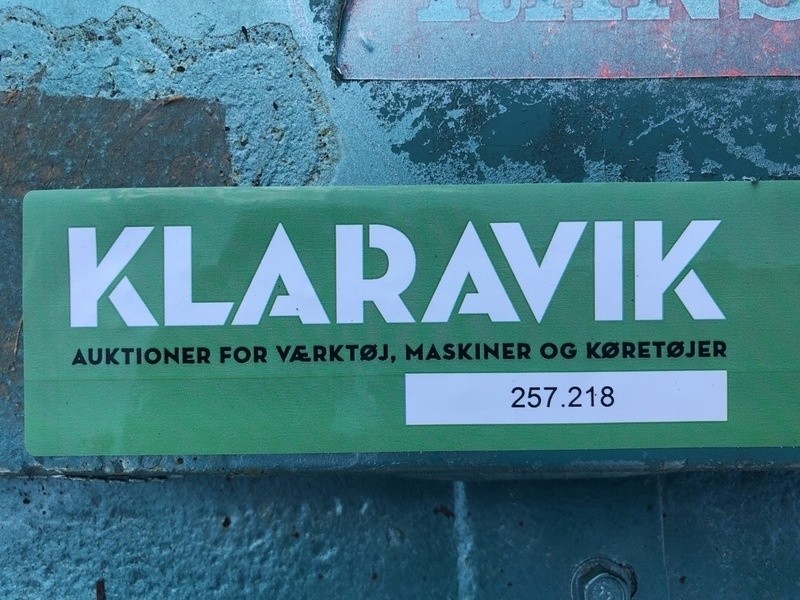 KLARAVIK
AUKTIONER FOR VÆRKTØJ, MASKINER OG KØRETØJER
257.218